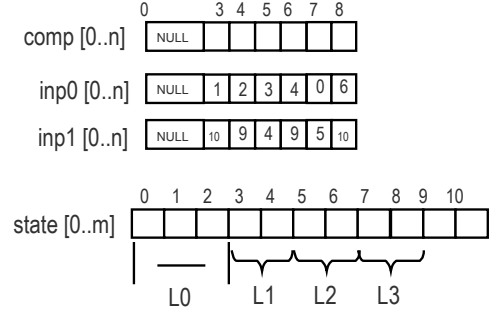 0 3 4 5 6 7 8
comp [0..n] NULL
inp0 [0..n] NULL 1 2 3 4 0 6
inp1 [0..n] NULL 10 9 4 9 5 10
0 1 2 3 4 5 6 7 8 9 10
state [0..m]
L0 L1 L2 L3